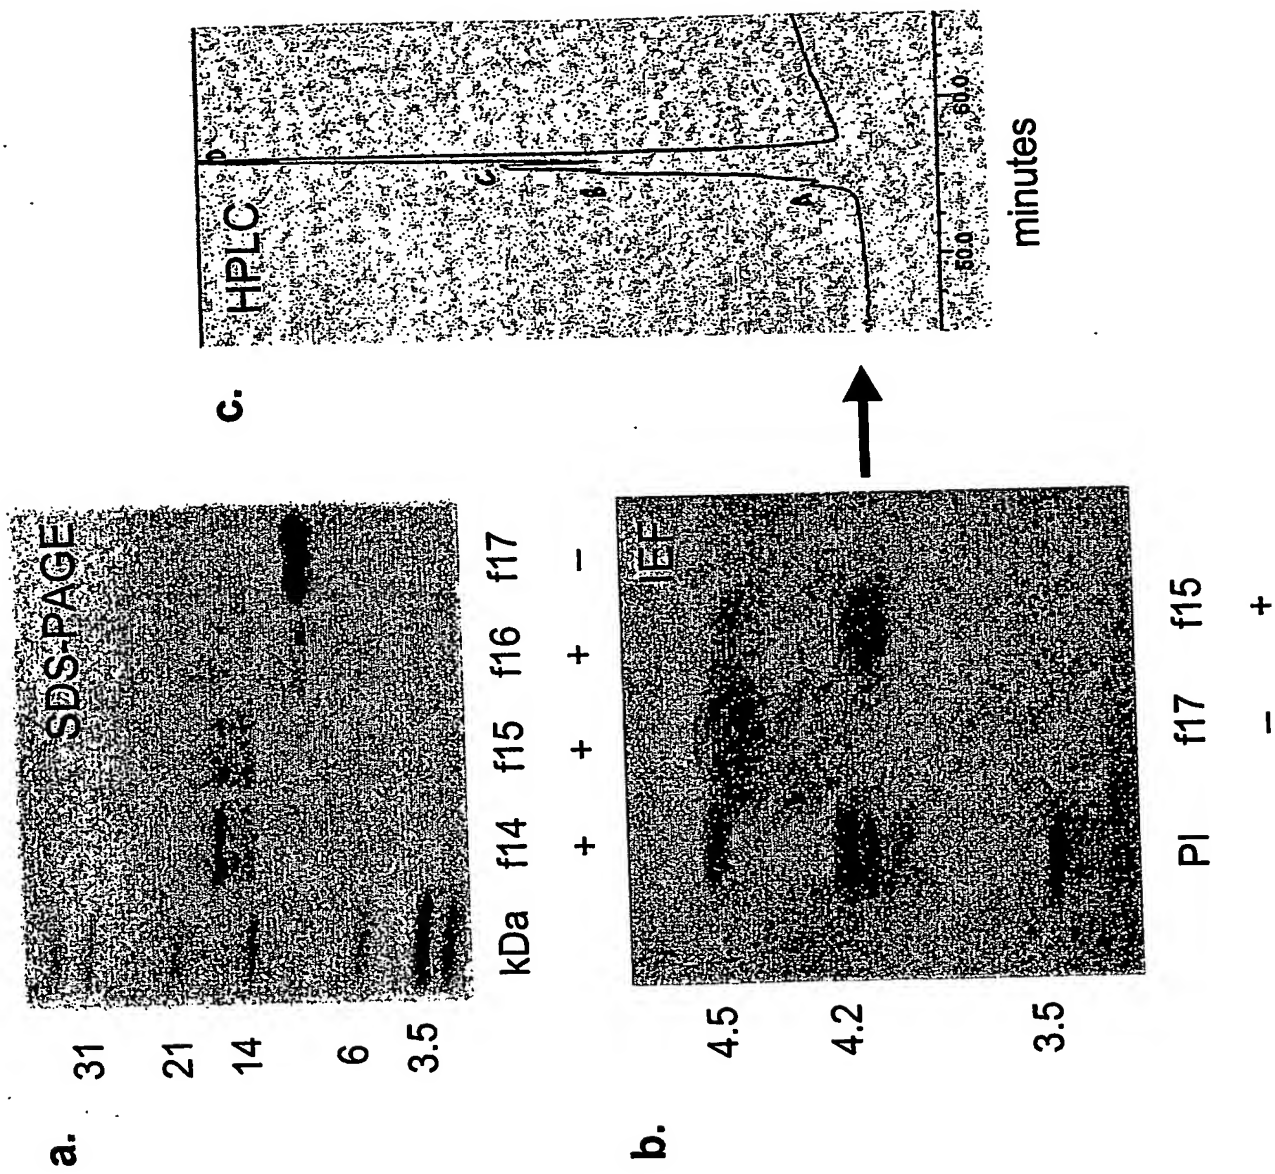 a.
SDS-PAGE
31
21
14
6
3.5
kDa f14 f15 f16 f17
+ + + −
b.
IEF
4.5
4.2
3.5
PI f17 f15
− +
c.
HPLC
D
C
B
A
50.0 60.0
minutes